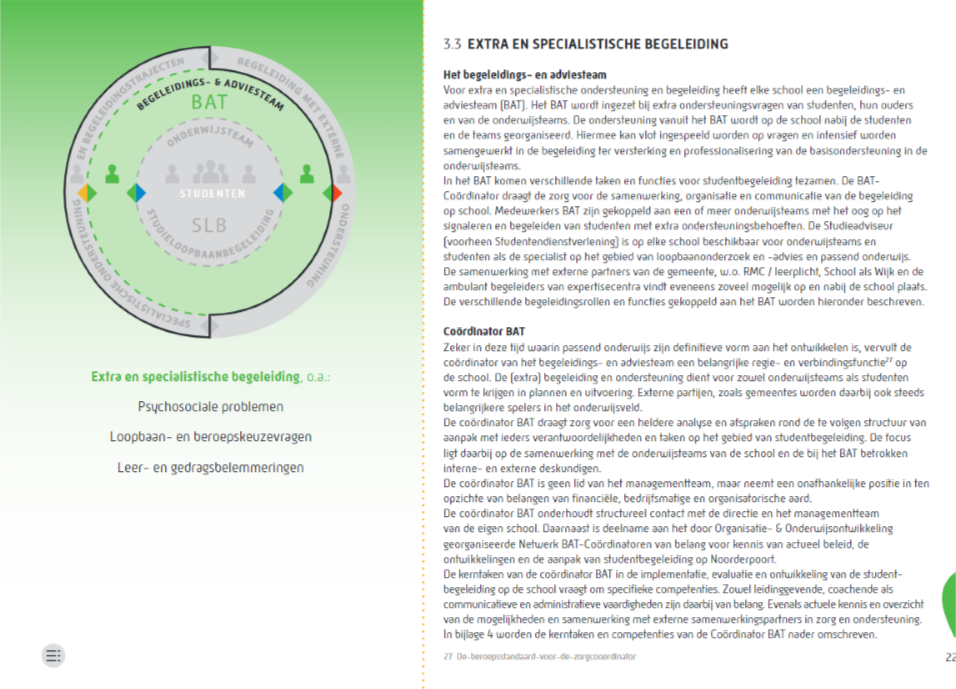 EN BEGELEIDINGSTRAJECTEN
BEGELEIDING MET EXTERNE
ONDERSTEUNING
SPECIALISTISCHE ONDERSTEUNING
BEGELEIDINGS- & ADVIESTEAM
BAT
ONDERWIJSTEAM
STUDENTEN
SLB
STUDIELOOPBAANBEGELEIDING
Extra en specialistische begeleiding, o.a.:
Psychosociale problemen
Loopbaan- en beroepskeuzevragen
Leer- en gedragsbelemmeringen
3.3 EXTRA EN SPECIALISTISCHE BEGELEIDING
Het begeleidings- en adviesteam
Voor extra en specialistische ondersteuning en begeleiding heeft elke school een begeleidings- en
adviesteam (BAT). Het BAT wordt ingezet bij extra ondersteuningsvragen van studenten, hun ouders
en van de onderwijsteams. De ondersteuning vanuit het BAT wordt op de school nabij de studenten
en de teams georganiseerd. Hiermee kan vlot ingespeeld worden op vragen en intensief worden
samengewerkt in de begeleiding ter versterking en professionalisering van de basisondersteuning in de
onderwijsteams.
In het BAT komen verschillende taken en functies voor studentbegeleiding tezamen. De BAT-
Coördinator draagt de zorg voor de samenwerking, organisatie en communicatie van de begeleiding
op school. Medewerkers BAT zijn gekoppeld aan een of meer onderwijsteams met het oog op het
signaleren en begeleiden van studenten met extra ondersteuningsbehoeften. De Studieadviseur
(voorheen Studentendienstverlening) is op elke school beschikbaar voor onderwijsteams en
studenten als de specialist op het gebied van loopbaanonderzoek en -advies en passend onderwijs.
De samenwerking met externe partners van de gemeente, w.o. RMC / leerplicht, School als Wijk en de
ambulant begeleiders van expertisecentra vindt eveneens zoveel mogelijk op en nabij de school plaats.
De verschillende begeleidingsrollen en functies gekoppeld aan het BAT worden hieronder beschreven.
Coördinator BAT
Zeker in deze tijd waarin passend onderwijs zijn definitieve vorm aan het ontwikkelen is, vervult de
coördinator van het begeleidings- en adviesteam een belangrijke regie- en verbindingsfunctie²⁷ op
de school. De (extra) begeleiding en ondersteuning dient voor zowel onderwijsteams als studenten
vorm te krijgen in plannen en uitvoering. Externe partijen, zoals gemeentes worden daarbij ook steeds
belangrijkere spelers in het onderwijsveld.
De coördinator BAT draagt zorg voor een heldere analyse en afspraken rond de te volgen structuur van
aanpak met ieders verantwoordelijkheden en taken op het gebied van studentbegeleiding. De focus
ligt daarbij op de samenwerking met de onderwijsteams van de school en de bij het BAT betrokken
interne- en externe deskundigen.
De coördinator BAT is geen lid van het managementteam, maar neemt een onafhankelijke positie in ten
opzichte van belangen van financiële, bedrijfsmatige en organisatorische aard.
De coördinator BAT onderhoudt structureel contact met de directie en het managementteam
van de eigen school. Daarnaast is deelname aan het door Organisatie- & Onderwijsontwikkeling
georganiseerde Netwerk BAT-Coördinatoren van belang voor kennis van actueel beleid, de
ontwikkelingen en de aanpak van studentbegeleiding op Noorderpoort.
De kerntaken van de coördinator BAT in de implementatie, evaluatie en ontwikkeling van de student-
begeleiding op de school vraagt om specifieke competenties. Zowel leidinggevende, coachende als
communicatieve en administratieve vaardigheden zijn daarbij van belang. Evenals actuele kennis en overzicht
van de mogelijkheden en samenwerking met externe samenwerkingspartners in zorg en ondersteuning.
In bijlage 4 worden de kerntaken en competenties van de Coördinator BAT nader omschreven.
27 De-beroepsstandaard-voor-de-zorgcooerdinator
22